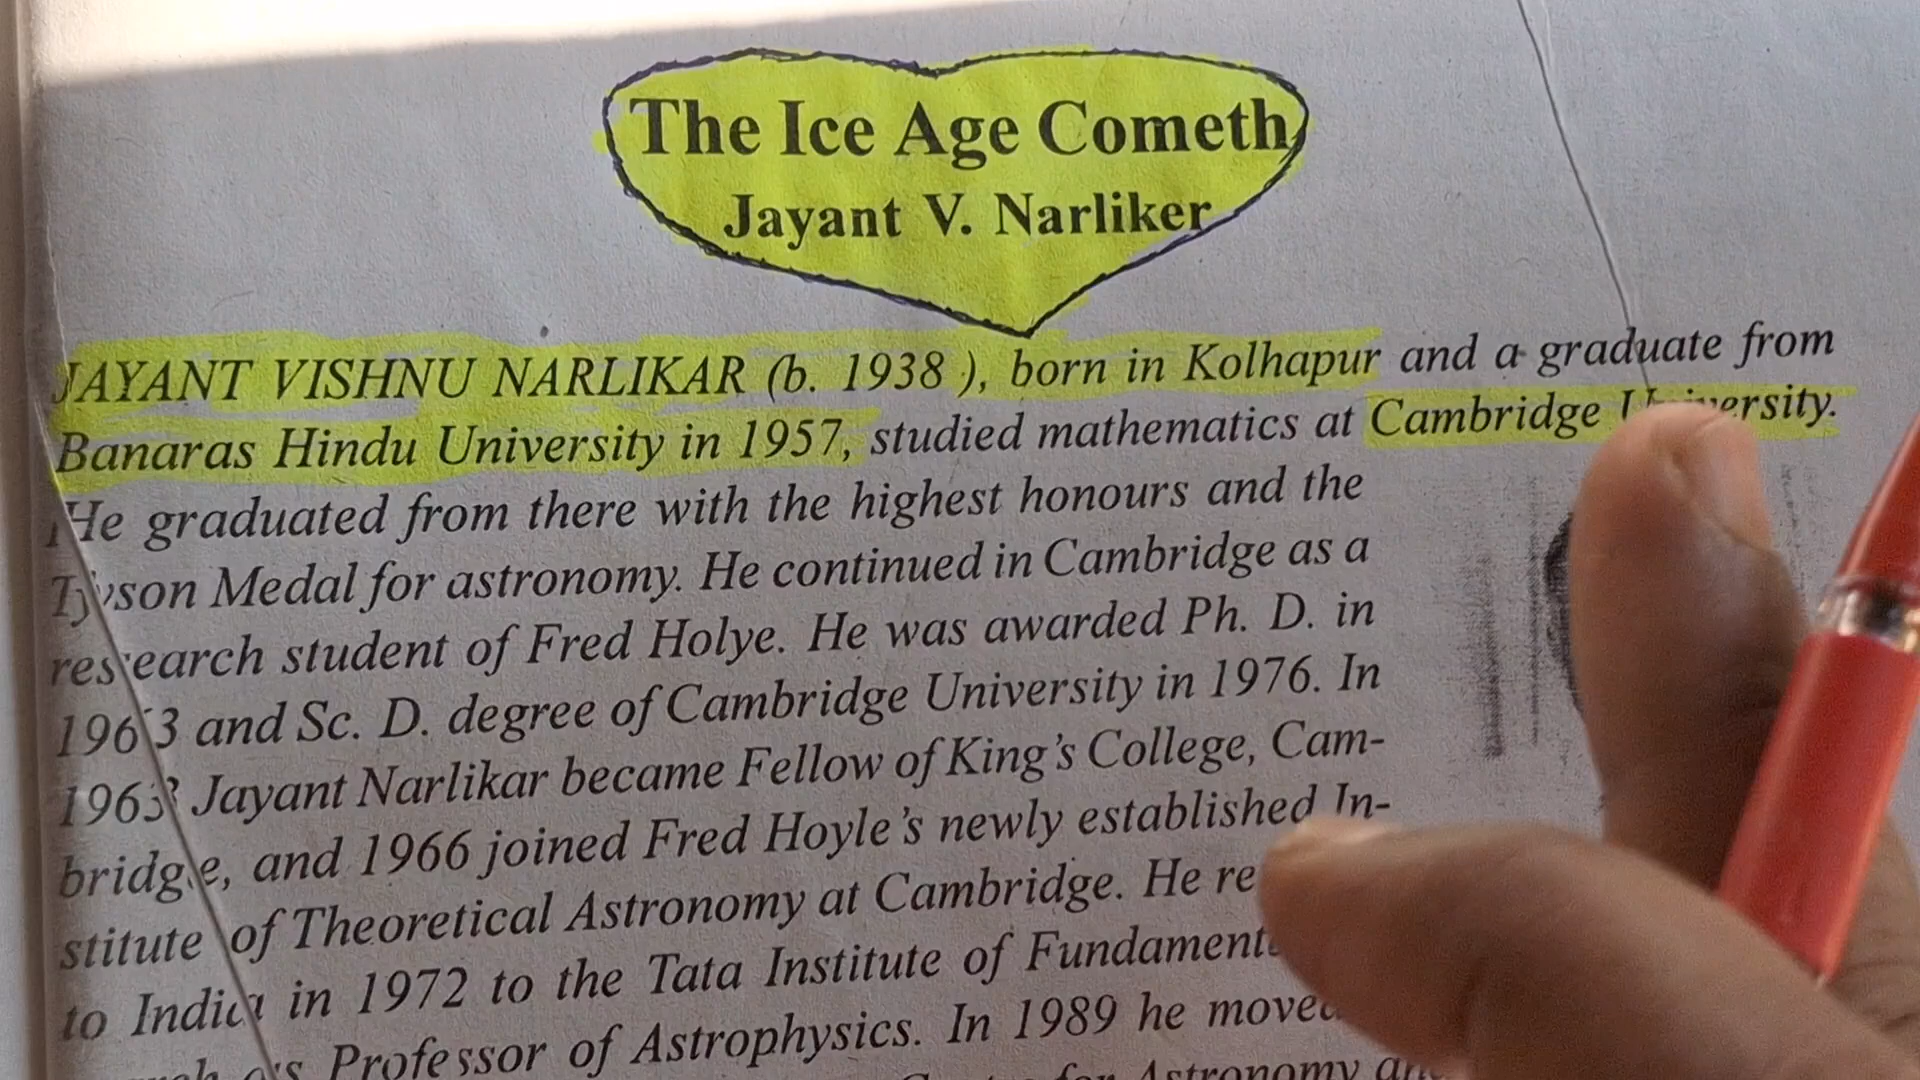 The Ice Age Cometh
Jayant V. Narliker
JAYANT VISHNU NARLIKAR (b. 1938 ), born in Kolhapur and a graduate from
Banaras Hindu University in 1957, studied mathematics at Cambridge University.
He graduated from there with the highest honours and the
Tyson Medal for astronomy. He continued in Cambridge as a
research student of Fred Holye. He was awarded Ph. D. in
1963 and Sc. D. degree of Cambridge University in 1976. In
1963 Jayant Narlikar became Fellow of King's College, Cam-
bridge, and 1966 joined Fred Hoyle's newly established In-
stitute of Theoretical Astronomy at Cambridge. He re
to India in 1972 to the Tata Institute of
Professor of Astrophysics. In 1989 he moved
for Astronomy